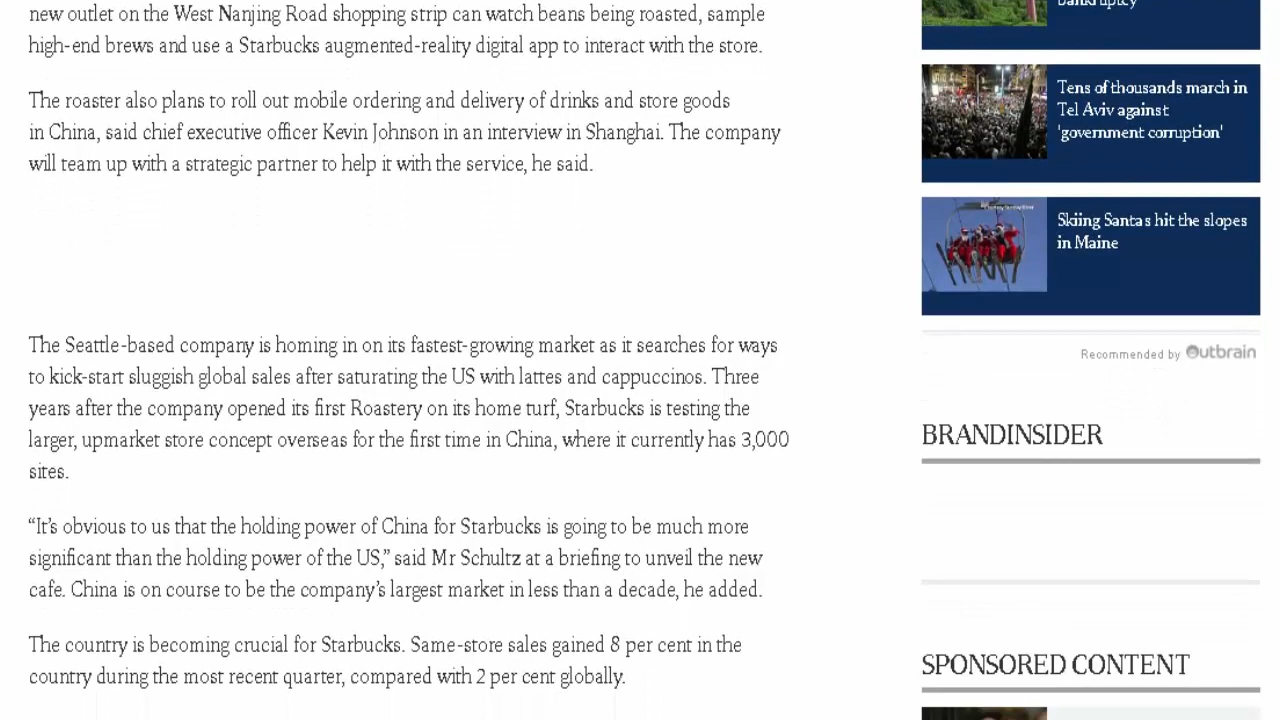 new outlet on the West Nanjing Road shopping strip can watch beans being roasted, sample
high-end brews and use a Starbucks augmented-reality digital app to interact with the store.
The roaster also plans to roll out mobile ordering and delivery of drinks and store goods
in China, said chief executive officer Kevin Johnson in an interview in Shanghai. The company
will team up with a strategic partner to help it with the service, he said.
The Seattle-based company is homing in on its fastest-growing market as it searches for ways
to kick-start sluggish global sales after saturating the US with lattes and cappuccinos. Three
years after the company opened its first Roastery on its home turf, Starbucks is testing the
larger, upmarket store concept overseas for the first time in China, where it currently has 3,000
sites.
“It’s obvious to us that the holding power of China for Starbucks is going to be much more
significant than the holding power of the US,” said Mr Schultz at a briefing to unveil the new
cafe. China is on course to be the company’s largest market in less than a decade, he added.
The country is becoming crucial for Starbucks. Same-store sales gained 8 per cent in the
country during the most recent quarter, compared with 2 per cent globally.
bankruptcy
Tens of thousands march in
Tel Aviv against
'government corruption'
Skiing Santas hit the slopes
in Maine
Recommended by Outbrain
BRANDINSIDER
SPONSORED CONTENT